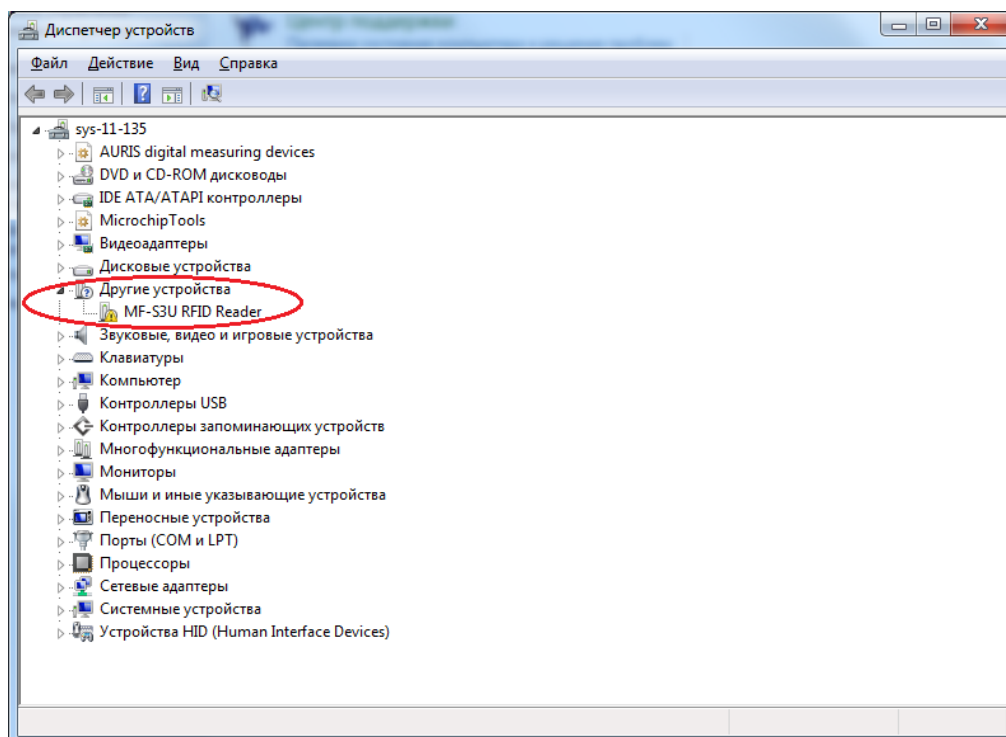 Диспетчер устройств
Центр поддержки
Файл Действие Вид Справка
sys-11-135
AURIS digital measuring devices
DVD и CD-ROM дисководы
IDE ATA/ATAPI контроллеры
MicrochipTools
Видеоадаптеры
Дисковые устройства
Другие устройства
MF-S3U RFID Reader
Звуковые, видео и игровые устройства
Клавиатуры
Компьютер
Контроллеры USB
Контроллеры запоминающих устройств
Многофункциональные адаптеры
Мониторы
Мыши и иные указывающие устройства
Переносные устройства
Порты (COM и LPT)
Процессоры
Сетевые адаптеры
Системные устройства
Устройства HID (Human Interface Devices)